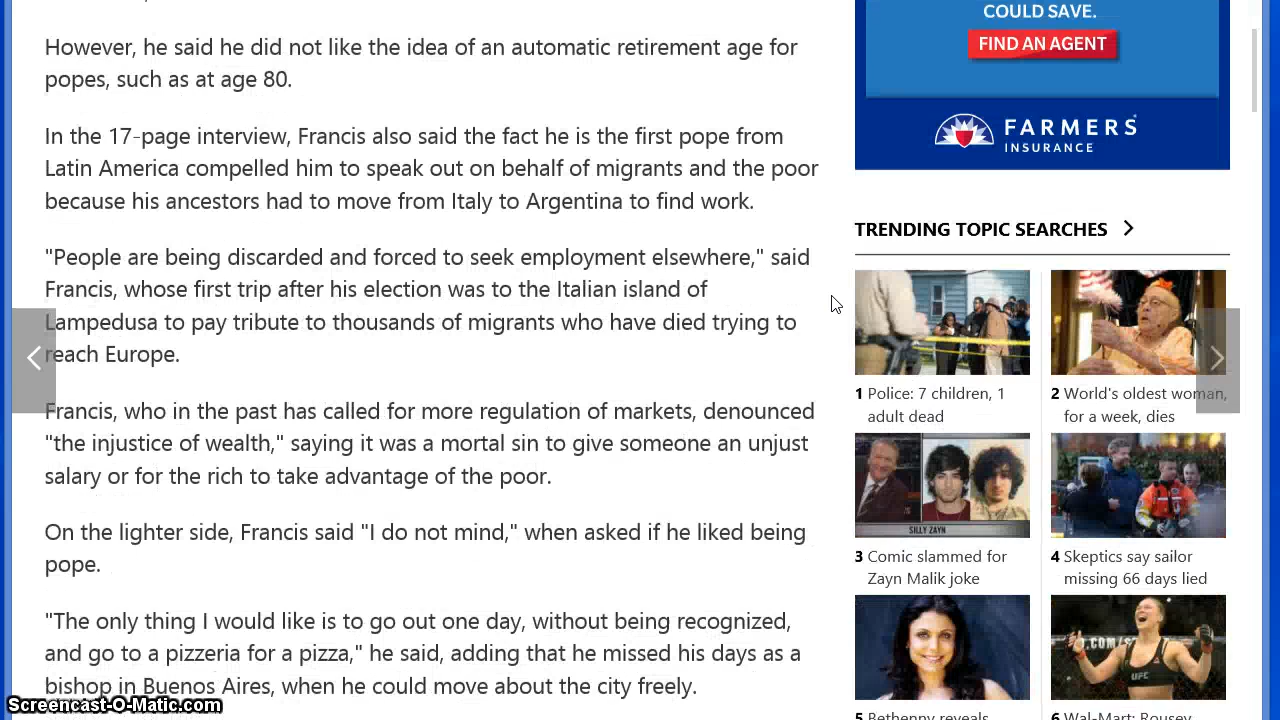 However, he said he did not like the idea of an automatic retirement age for
popes, such as at age 80.
In the 17-page interview, Francis also said the fact he is the first pope from
Latin America compelled him to speak out on behalf of migrants and the poor
because his ancestors had to move from Italy to Argentina to find work.
"People are being discarded and forced to seek employment elsewhere," said
Francis, whose first trip after his election was to the Italian island of
Lampedusa to pay tribute to thousands of migrants who have died trying to
reach Europe.
Francis, who in the past has called for more regulation of markets, denounced
"the injustice of wealth," saying it was a mortal sin to give someone an unjust
salary or for the rich to take advantage of the poor.
On the lighter side, Francis said "I do not mind," when asked if he liked being
pope.
"The only thing I would like is to go out one day, without being recognized,
and go to a pizzeria for a pizza," he said, adding that he missed his days as a
bishop in Buenos Aires, when he could move about the city freely.
Screencast-O-Matic.com
COULD SAVE.
FIND AN AGENT
FARMERS
INSURANCE
TRENDING TOPIC SEARCHES
1 Police: 7 children, 1
adult dead
2 World's oldest woman,
for a week, dies
SILLY ZAYN
3 Comic slammed for
Zayn Malik joke
4 Skeptics say sailor
missing 66 days lied
.COM/ST
UFC
5 Bethenny reveals
6 Wal-Mart: Rousey